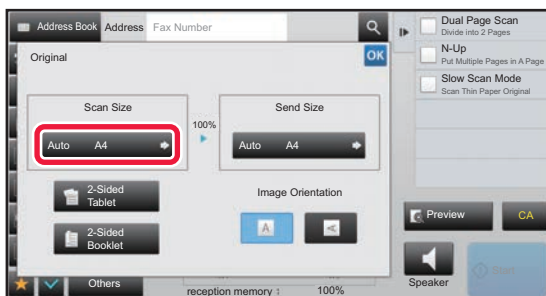 Address Book Address Fax Number
Original
OK
Scan Size
Auto A4
100%
Send Size
Auto A4
2-Sided
Tablet
2-Sided
Booklet
Image Orientation
A
A
Dual Page Scan
Divide into 2 Pages
N-Up
Put Multiple Pages in A Page
Slow Scan Mode
Scan Thin Paper Original
Preview
CA
Speaker
Start
Others
reception memory : 100%